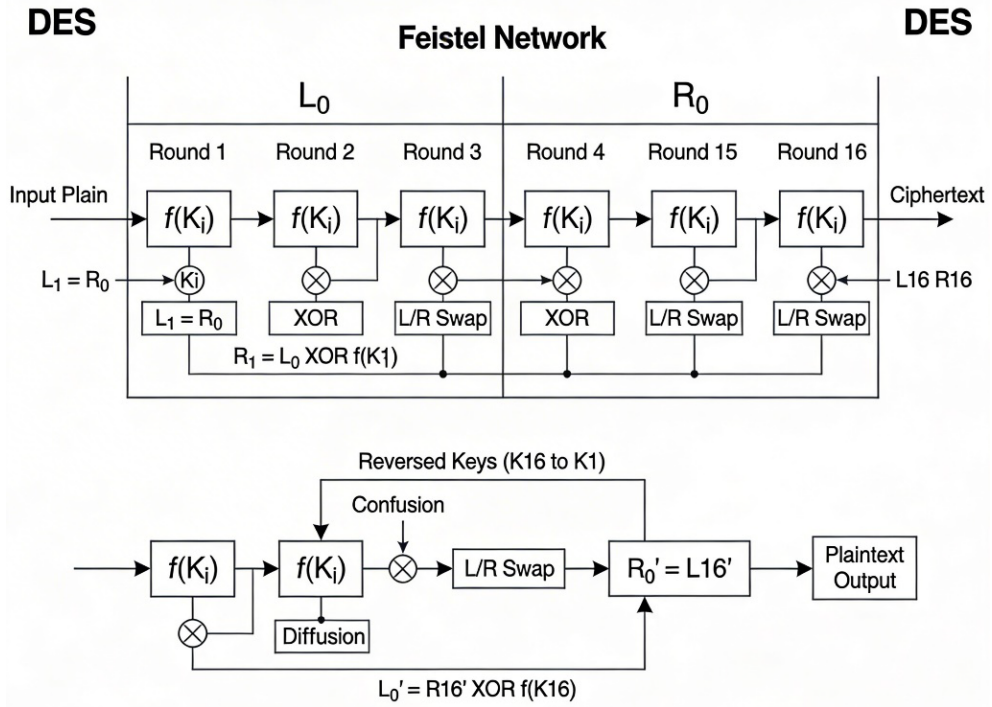 DES
DES
Feistel Network
L₀
R₀
Round 1
Round 2
Round 3
Round 4
Round 15
Round 16
Input Plain
f(Kᵢ)
f(Kᵢ)
f(Kᵢ)
f(Kᵢ)
f(Kᵢ)
f(Kᵢ)
Ciphertext
L₁ = R₀
Ki
L16 R16
L₁ = R₀
XOR
L/R Swap
XOR
L/R Swap
L/R Swap
R₁ = L₀ XOR f(K1)
Reversed Keys (K16 to K1)
Confusion
f(Kᵢ)
f(Kᵢ)
L/R Swap
R₀' = L16'
Plaintext
Output
Diffusion
L₀' = R16' XOR f(K16)